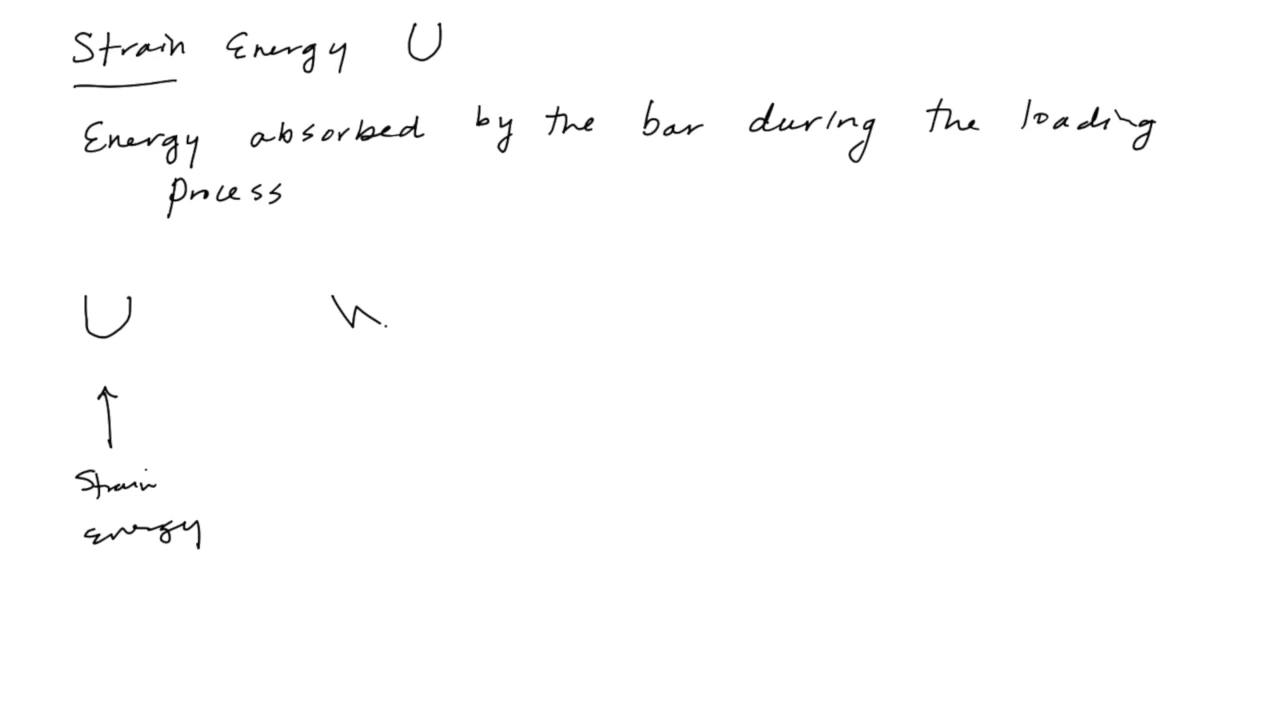 Strain Energy U
Energy absorbed by the bar during the loading
process
U
Strain
energy